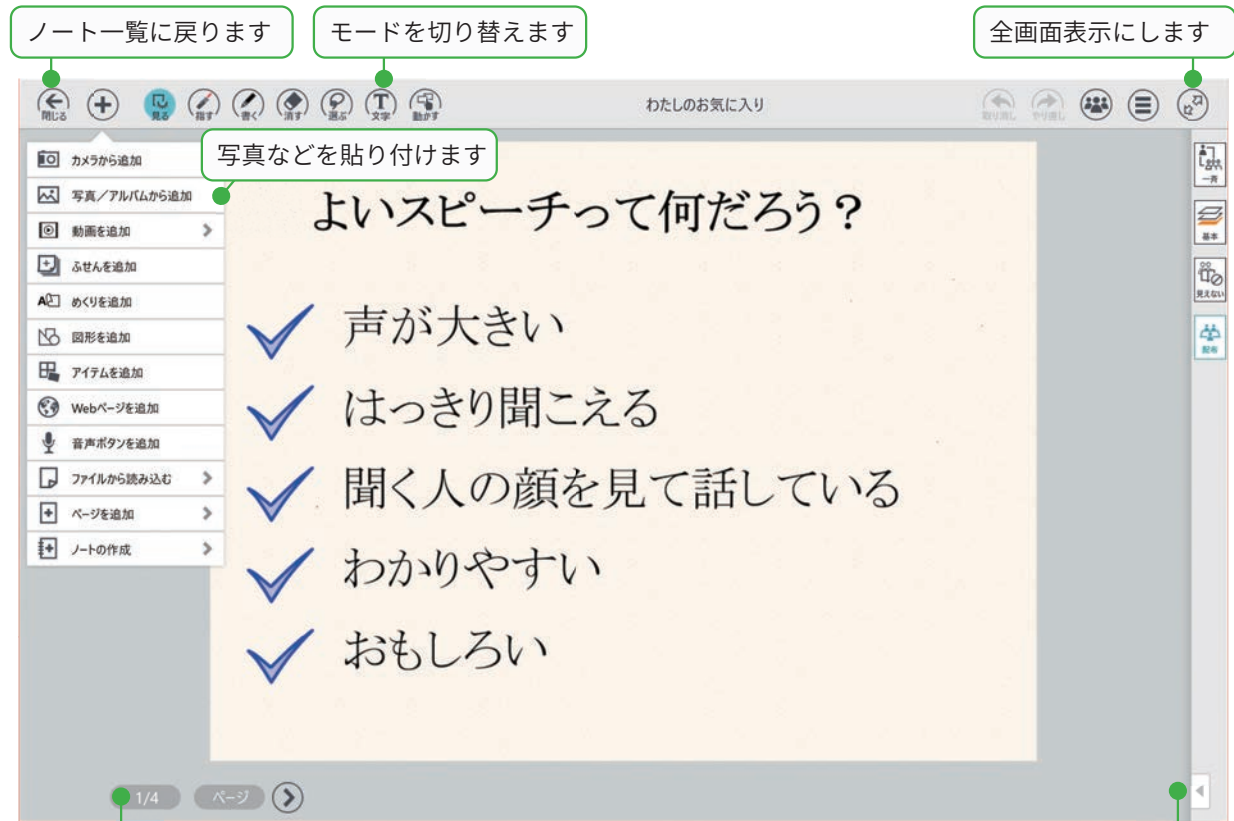 ノート一覧に戻ります
モードを切り替えます
全画面表示にします
閉じる
見る
指す
書く
消す
選ぶ
T
文字
動かす
わたしのお気に入り
取り消し
やり直し
カメラから追加
写真／アルバムから追加
動画を追加
ふせんを追加
A
めくりを追加
図形を追加
アイテムを追加
Webページを追加
音声ボタンを追加
ファイルから読み込む
ページを追加
ノートの作成
写真などを貼り付けます
よいスピーチって何だろう？
声が大きい
はっきり聞こえる
聞く人の顔を見て話している
わかりやすい
おもしろい
一斉
基本
見えない
配布
1/4
ページ